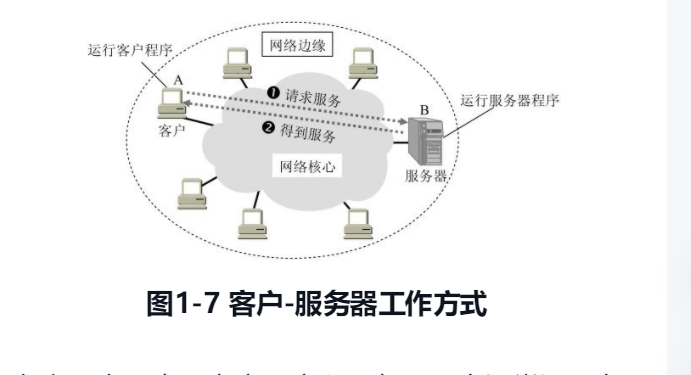 网络边缘
运行客户程序
A
❶ 请求服务
B
运行服务器程序
客户
❷ 得到服务
网络核心
服务器
图1-7 客户-服务器工作方式